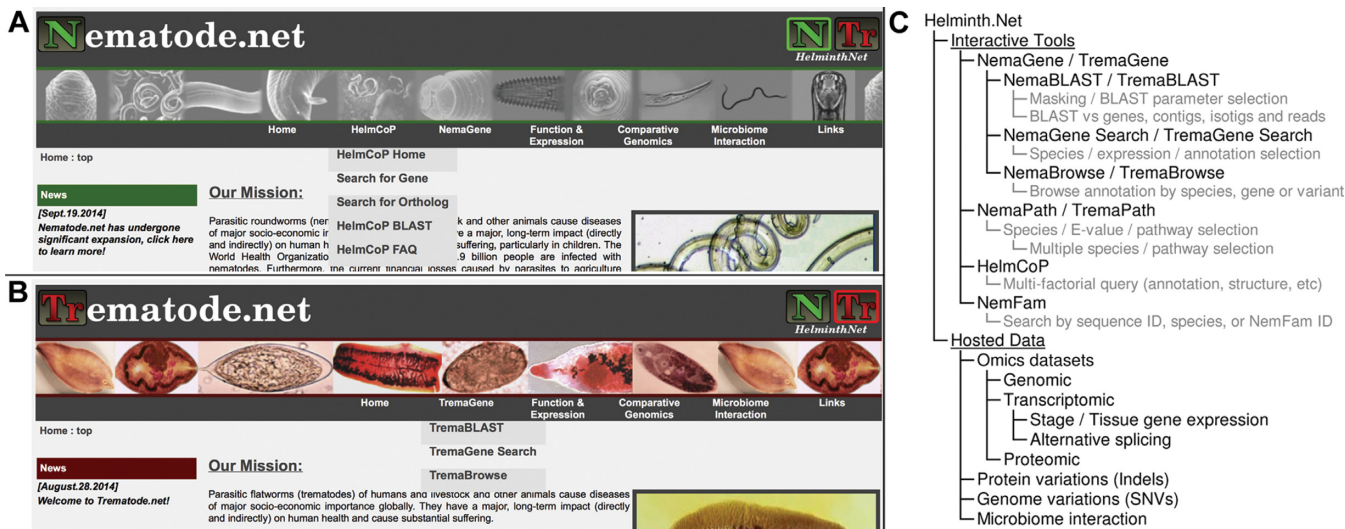 A
Nematode.net
N Tr
HelminthNet
Home HelmCoP NemaGene Function & Expression Comparative Genomics Microbiome Interaction Links
Home : top
HelmCoP Home
Search for Gene
Search for Ortholog
HelmCoP BLAST
HelmCoP FAQ
News
[Sept.19.2014]
Nematode.net has undergone
significant expansion, click here
to learn more!
Our Mission:
Parasitic roundworms (nem k and other animals cause diseases
of major socio-economic im e a major, long-term impact (directly
and indirectly) on human h suffering, particularly in children. The
World Health Organizatio .9 billion people are infected with
nematodes. Furthermore, the current financial losses caused by parasites to agriculture
B
Trematode.net
N Tr
HelminthNet
Home TremaGene Function & Expression Comparative Genomics Microbiome Interaction Links
Home : top
TremaBLAST
TremaGene Search
TremaBrowse
News
[August.28.2014]
Welcome to Trematode.net!
Our Mission:
Parasitic flatworms (trematodes) of humans and livestock and other animals cause diseases
of major socio-economic importance globally. They have a major, long-term impact (directly
and indirectly) on human health and cause substantial suffering.
C
Helminth.Net
Interactive Tools
NemaGene / TremaGene
NemaBLAST / TremaBLAST
Masking / BLAST parameter selection
BLAST vs genes, contigs, isotigs and reads
NemaGene Search / TremaGene Search
Species / expression / annotation selection
NemaBrowse / TremaBrowse
Browse annotation by species, gene or variant
NemaPath / TremaPath
Species / E-value / pathway selection
Multiple species / pathway selection
HelmCoP
Multi-factorial query (annotation, structure, etc)
NemFam
Search by sequence ID, species, or NemFam ID
Hosted Data
Omics datasets
Genomic
Transcriptomic
Stage / Tissue gene expression
Alternative splicing
Proteomic
Protein variations (Indels)
Genome variations (SNVs)
Microbiome interaction